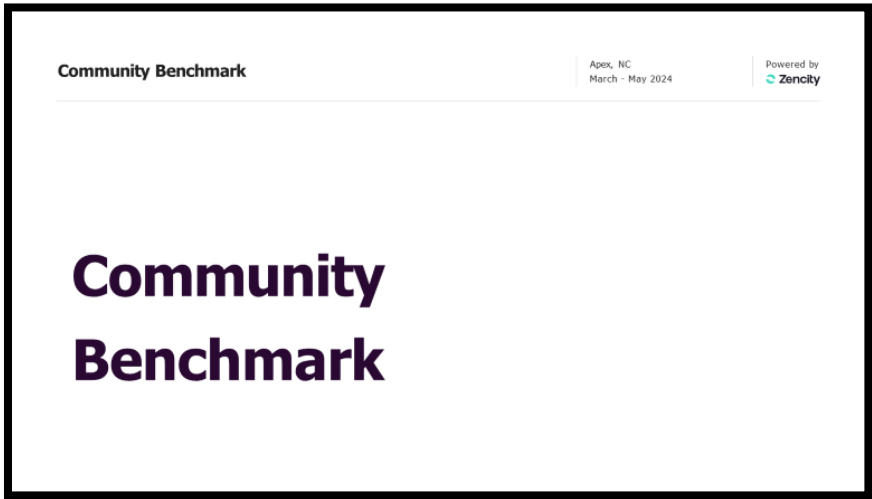 Community Benchmark
Apex, NC
March - May 2024
Powered by
Zencity
Community
Benchmark